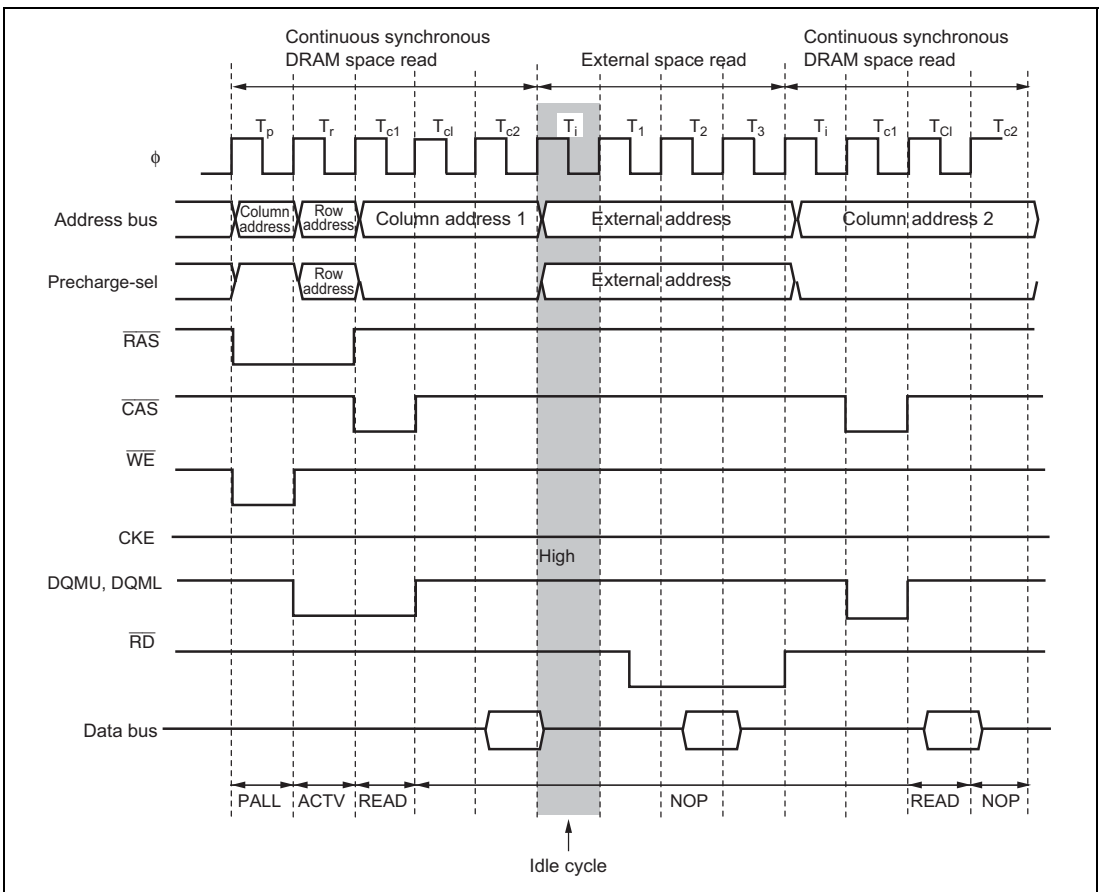 Continuous synchronous
DRAM space read
External space read
Continuous synchronous
DRAM space read
Tp Tr Tc1 Tcl Tc2 Ti T1 T2 T3 Ti Tc1 TCl Tc2
ϕ
Address bus
Column
address
Row
address
Column address 1
External address
Column address 2
Precharge-sel
Row
address
External address
RAS
CAS
WE
CKE
High
DQMU, DQML
RD
Data bus
PALL ACTV READ NOP READ NOP
Idle cycle